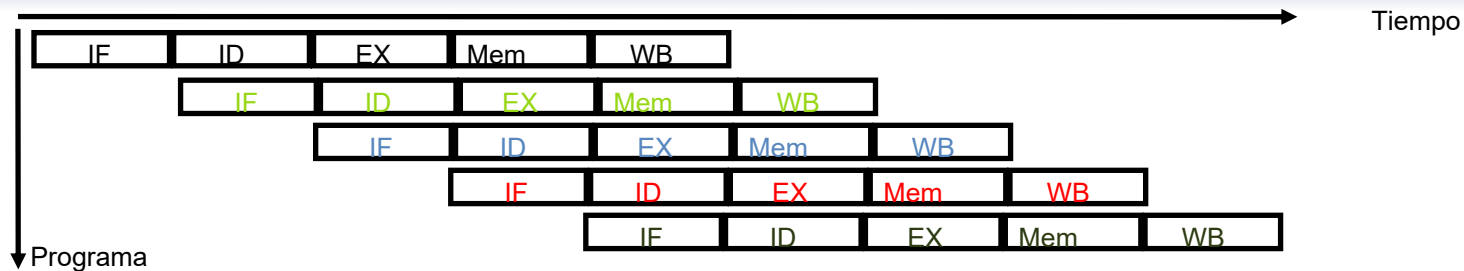 Tiempo
IF ID EX Mem WB
IF ID EX Mem WB
IF ID EX Mem WB
IF ID EX Mem WB
IF ID EX Mem WB
Programa